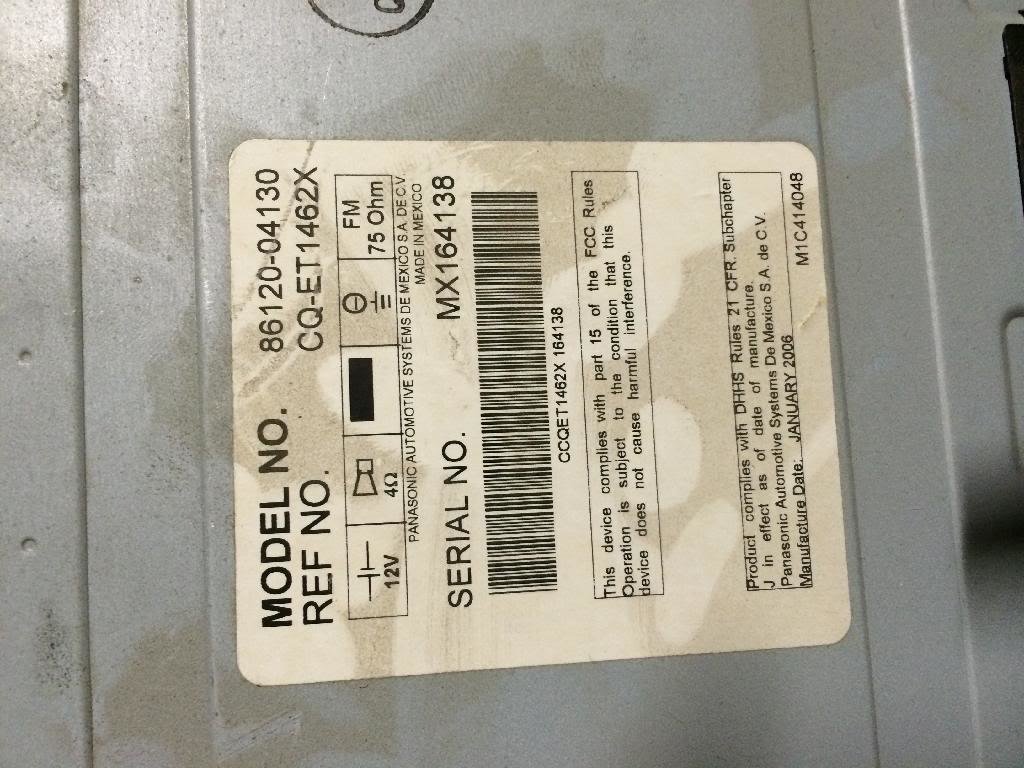 MODEL NO. 86120-04130
REF NO. CQ-ET1462X
12V 4Ω FM 75 Ohm
PANASONIC AUTOMOTIVE SYSTEMS DE MEXICO S.A. DE C.V.
MADE IN MEXICO
SERIAL NO. MX164138
CCQET1462X 164138
This device complies with part 15 of the FCC Rules
Operation is subject to the condition that this
device does not cause harmful interference.
Product complies with DHHS Rules 21 CFR. Subchapter
J in effect as of date of manufacture.
Panasonic Automotive Systems De Mexico S.A. de C.V.
Manufacture Date: JANUARY 2006 M1C414048